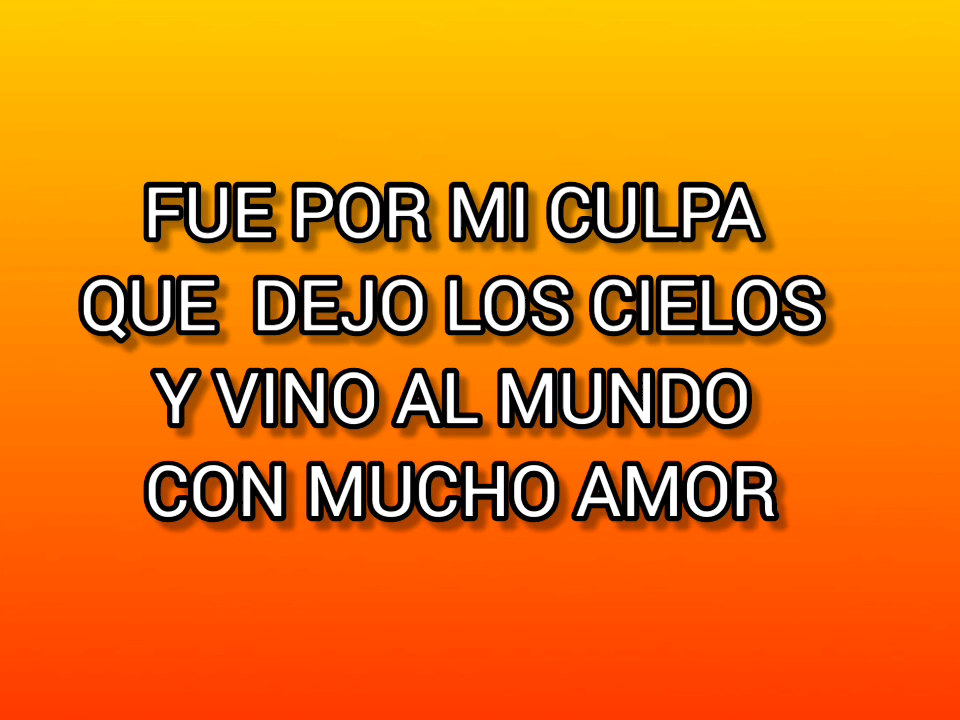 FUE POR MI CULPA
QUE  DEJO LOS CIELOS
Y VINO AL MUNDO
CON MUCHO AMOR